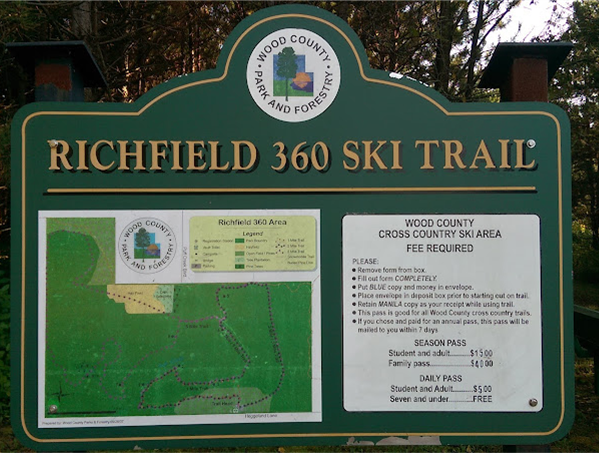 WOOD COUNTY
PARK AND FORESTRY
RICHFIELD 360 SKI TRAIL
WOOD COUNTY
PARK AND FORESTRY
Richfield 360 Area
Legend
WOOD COUNTY
CROSS COUNTRY SKI AREA
FEE REQUIRED
PLEASE:
● Remove form from box.
● Fill out form COMPLETELY.
● Put BLUE copy and money in envelope.
● Place envelope in deposit box prior to starting out on trail.
● Retain MANILA copy as your receipt while using trail.
● This pass is good for all Wood County cross country trails.
● If you chose and paid for an annual pass, this pass will be
mailed to you within 7 days
SEASON PASS
Student and adult..........$15.00
Family pass..........$40.00
DAILY PASS
Student and Adult..........$5.00
Seven and under..........FREE